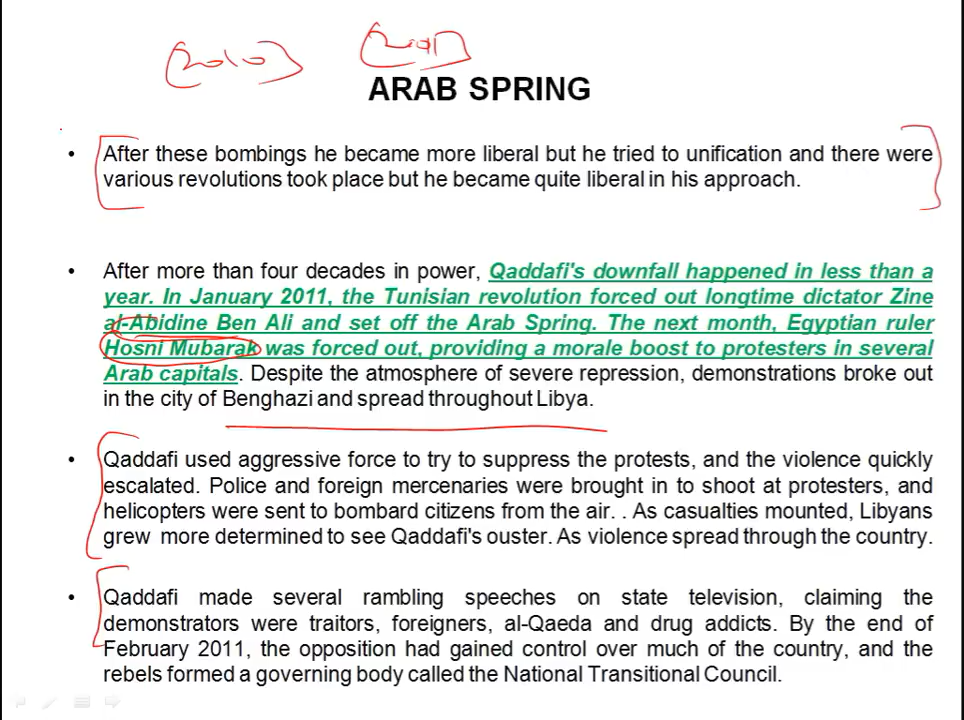 2010 2011
ARAB SPRING
• After these bombings he became more liberal but he tried to unification and there were
various revolutions took place but he became quite liberal in his approach.
• After more than four decades in power, Qaddafi's downfall happened in less than a
year. In January 2011, the Tunisian revolution forced out longtime dictator Zine
al-Abidine Ben Ali and set off the Arab Spring. The next month, Egyptian ruler
Hosni Mubarak was forced out, providing a morale boost to protesters in several
Arab capitals. Despite the atmosphere of severe repression, demonstrations broke out
in the city of Benghazi and spread throughout Libya.
• Qaddafi used aggressive force to try to suppress the protests, and the violence quickly
escalated. Police and foreign mercenaries were brought in to shoot at protesters, and
helicopters were sent to bombard citizens from the air. . As casualties mounted, Libyans
grew more determined to see Qaddafi's ouster. As violence spread through the country.
• Qaddafi made several rambling speeches on state television, claiming the
demonstrators were traitors, foreigners, al-Qaeda and drug addicts. By the end of
February 2011, the opposition had gained control over much of the country, and the
rebels formed a governing body called the National Transitional Council.